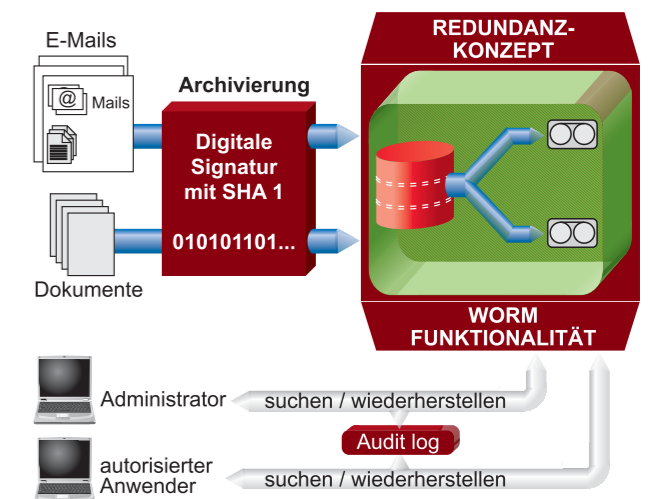 E-Mails
@ Mails
Dokumente
Archivierung
Digitale
Signatur
mit SHA 1
010101101...
REDUNDANZ-
KONZEPT
WORM
FUNKTIONALITÄT
Administrator
suchen / wiederherstellen
Audit log
autorisierter
Anwender
suchen / wiederherstellen